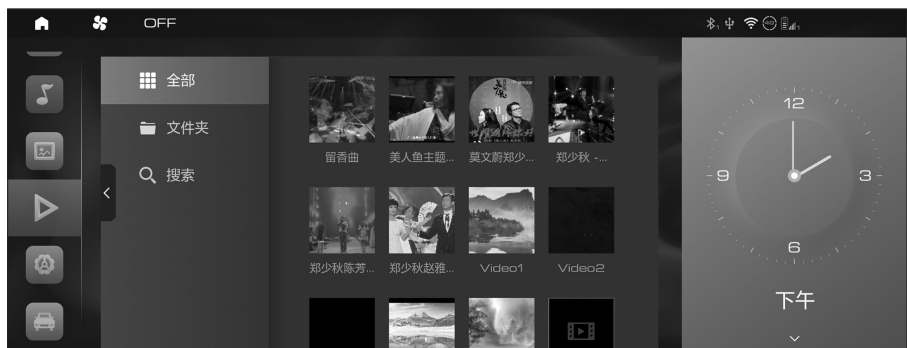 OFF
全部
文件夹
搜索
留香曲
美人鱼主题...
莫文蔚郑少...
郑少秋 -...
郑少秋陈芳...
郑少秋赵雅...
Video1
Video2
12
9
3
6
下午